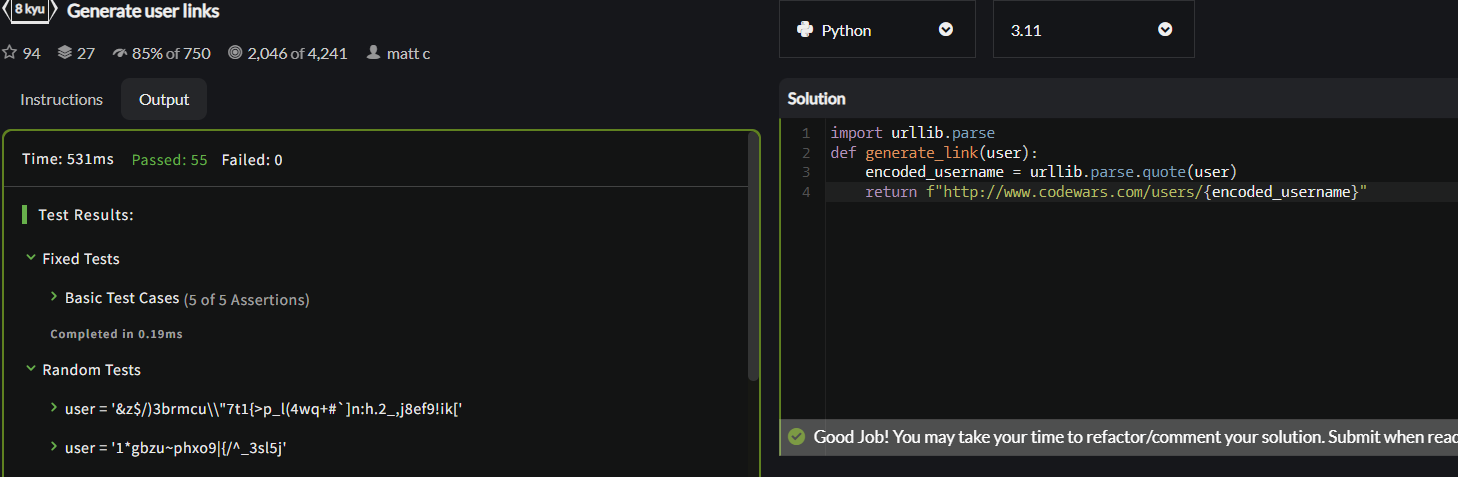 8 kyu Generate user links
94 27 85% of 750 2,046 of 4,241 matt c
Instructions Output
Time: 531ms Passed: 55 Failed: 0
Test Results:
Fixed Tests
Basic Test Cases (5 of 5 Assertions)
Completed in 0.19ms
Random Tests
user = '&z$/)3brmcu\\"7t1{>p_l(4wq+#`]n:h.2_,j8ef9!ik['
user = '1*gbzu~phxo9|{/^_3sl5j'
Python 3.11
Solution
1 import urllib.parse
2 def generate_link(user):
3 encoded_username = urllib.parse.quote(user)
4 return f"http://www.codewars.com/users/{encoded_username}"
Good Job! You may take your time to refactor/comment your solution. Submit when read